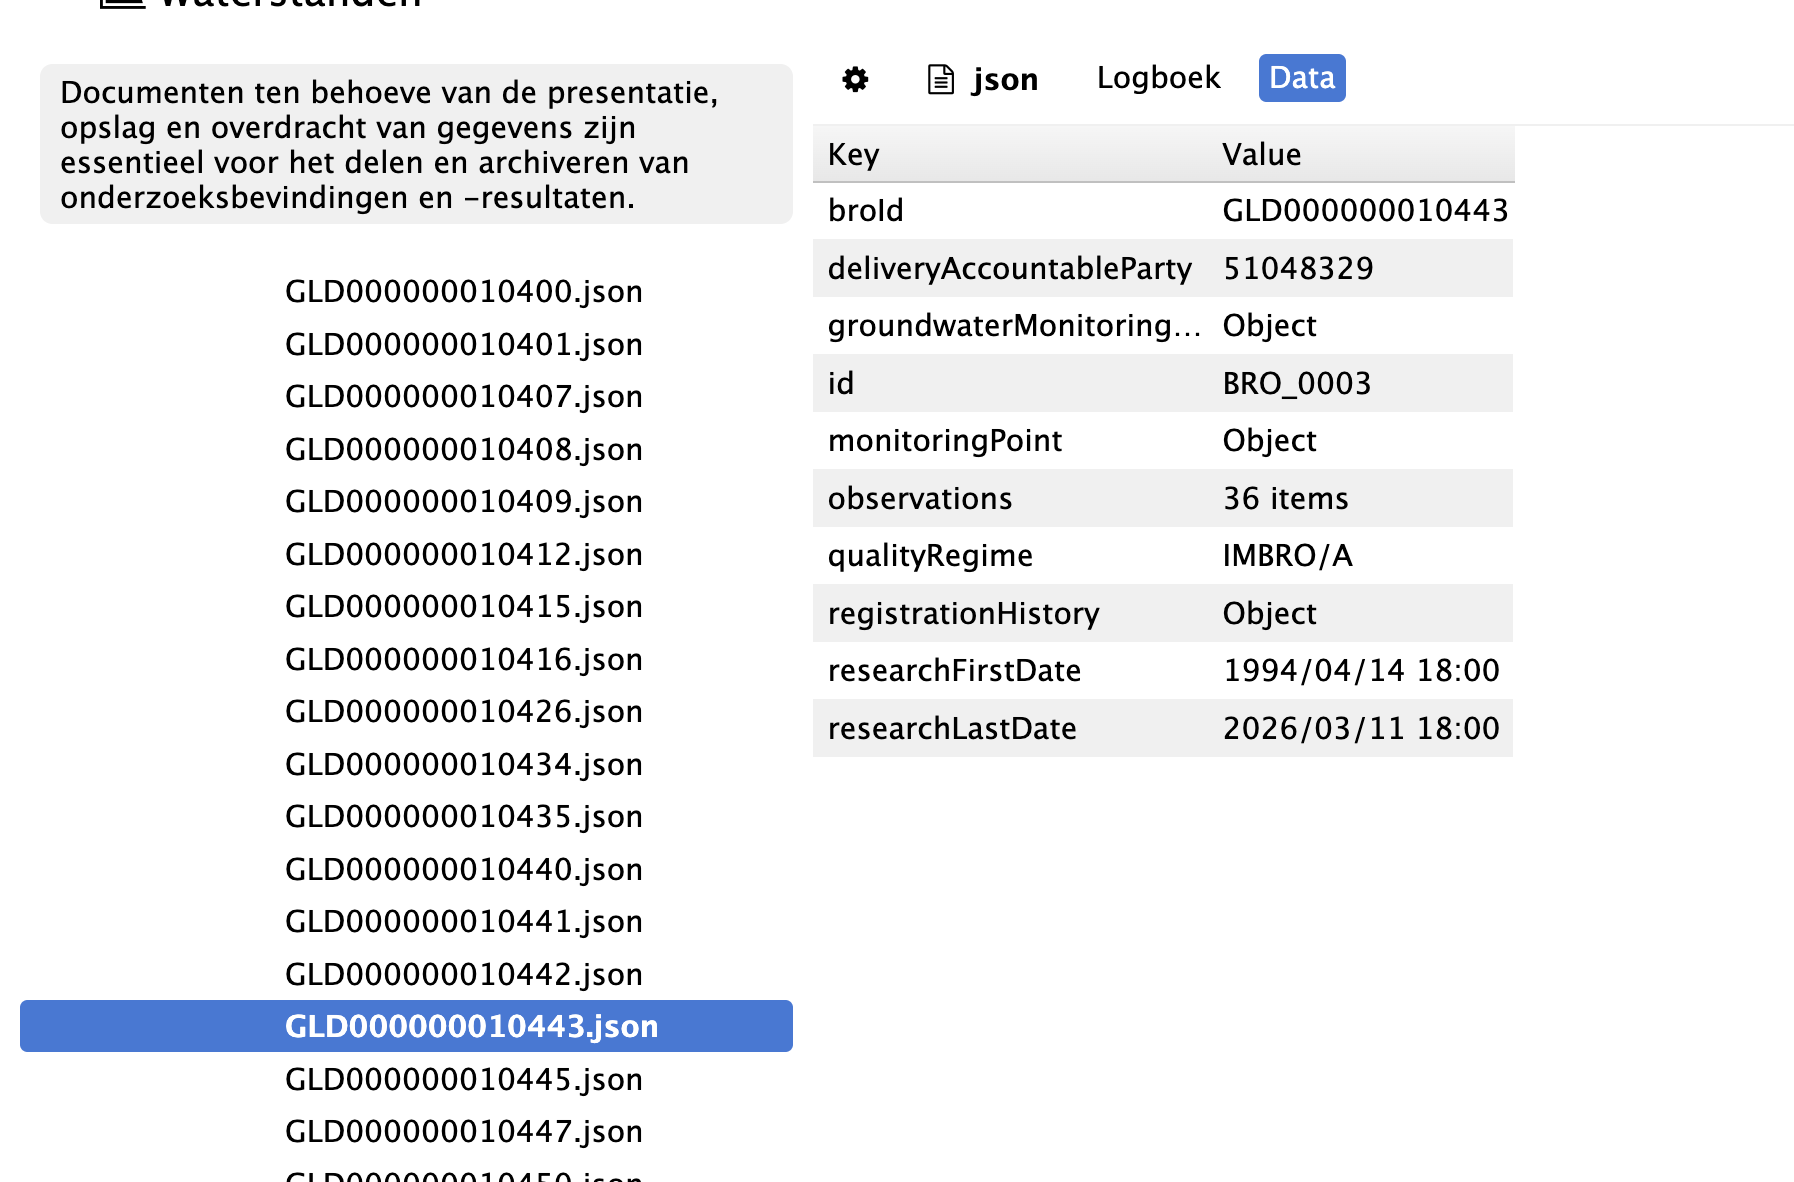 Waterstanden
Documenten ten behoeve van de presentatie,
opslag en overdracht van gegevens zijn
essentieel voor het delen en archiveren van
onderzoeksbevindingen en -resultaten.
GLD000000010400.json
GLD000000010401.json
GLD000000010407.json
GLD000000010408.json
GLD000000010409.json
GLD000000010412.json
GLD000000010415.json
GLD000000010416.json
GLD000000010426.json
GLD000000010434.json
GLD000000010435.json
GLD000000010440.json
GLD000000010441.json
GLD000000010442.json
GLD000000010443.json
GLD000000010445.json
GLD000000010447.json
GLD000000010450.json
json Logboek Data
Key Value
broId GLD000000010443
deliveryAccountableParty 51048329
groundwaterMonitoring... Object
id BRO_0003
monitoringPoint Object
observations 36 items
qualityRegime IMBRO/A
registrationHistory Object
researchFirstDate 1994/04/14 18:00
researchLastDate 2026/03/11 18:00